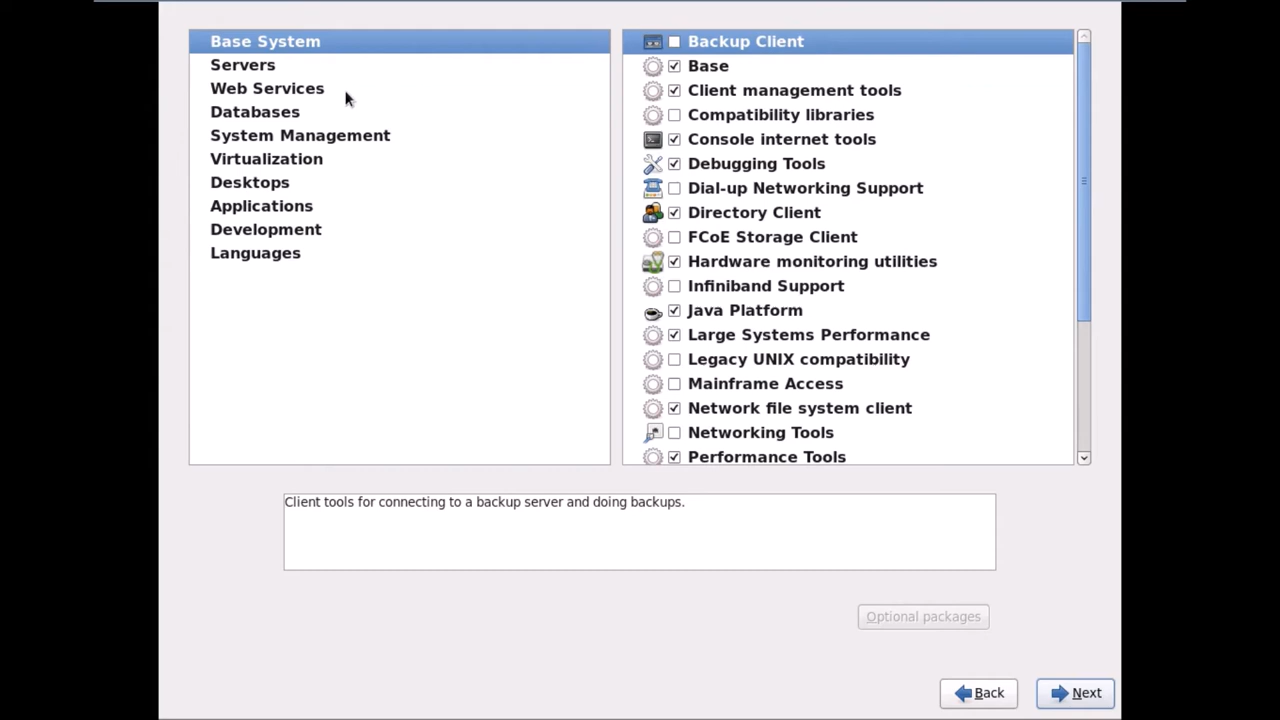 Base System
Servers
Web Services
Databases
System Management
Virtualization
Desktops
Applications
Development
Languages
Backup Client
Base
Client management tools
Compatibility libraries
Console internet tools
Debugging Tools
Dial-up Networking Support
Directory Client
FCoE Storage Client
Hardware monitoring utilities
Infiniband Support
Java Platform
Large Systems Performance
Legacy UNIX compatibility
Mainframe Access
Network file system client
Networking Tools
Performance Tools
Client tools for connecting to a backup server and doing backups.
Optional packages
Back
Next